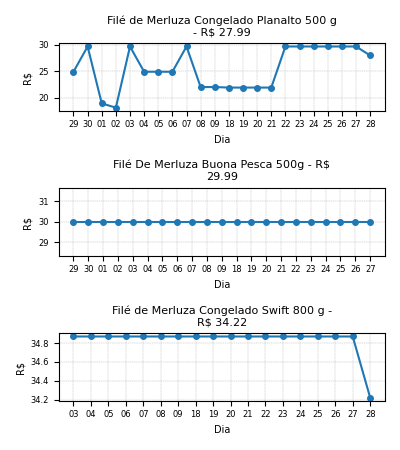 Filé de Merluza Congelado Planalto 500 g
- R$ 27.99
30
25
20
R$
29 30 01 02 03 04 05 06 07 08 09 18 19 20 21 22 23 24 25 26 27 28
Dia
Filé De Merluza Buona Pesca 500g - R$
29.99
31
30
29
R$
29 30 01 02 03 04 05 06 07 08 09 18 19 20 21 22 23 24 25 26 27
Dia
Filé de Merluza Congelado Swift 800 g -
R$ 34.22
34.8
34.6
34.4
34.2
R$
03 04 05 06 07 08 09 18 19 20 21 22 23 24 25 26 27 28
Dia